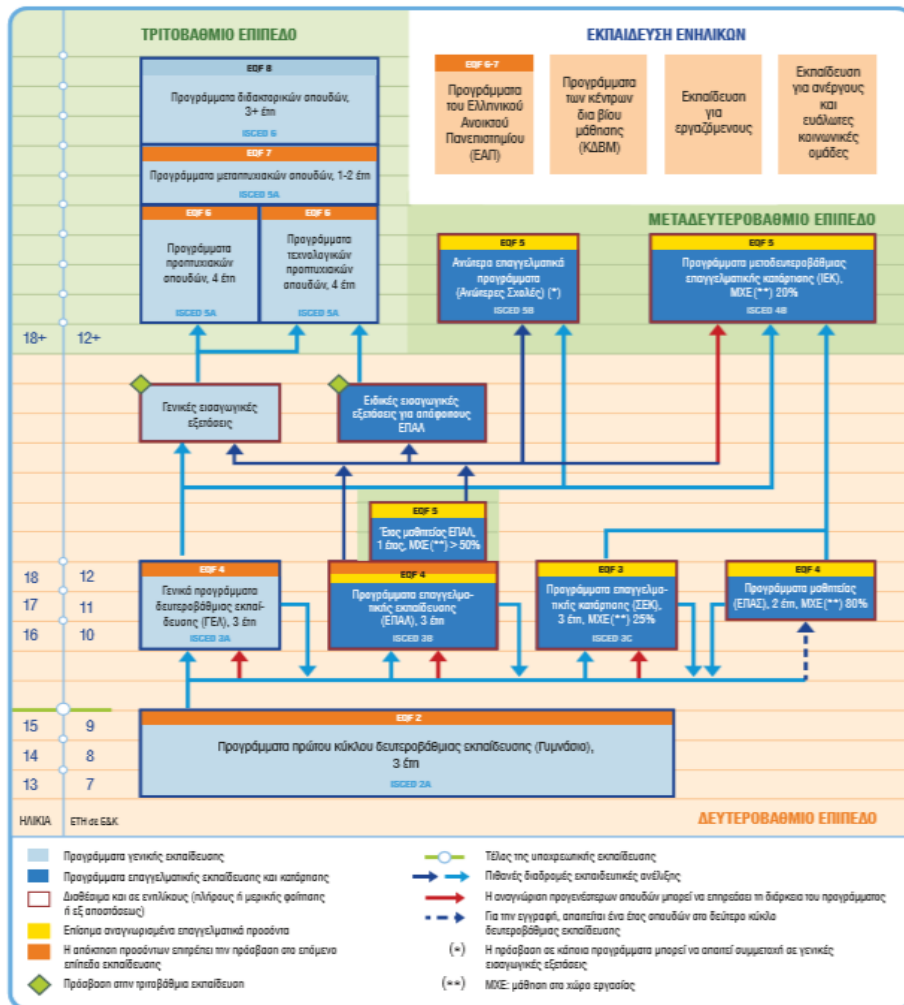 ΤΡΙΤΟΒΑΘΜΙΟ ΕΠΙΠΕΔΟ
EQF 8
Προγράμματα διδακτορικών σπουδών,
3+ έτη
ISCED 6
EQF 7
Προγράμματα μεταπτυχιακών σπουδών, 1-2 έτη
ISCED 5A
EQF 6
Προγράμματα
προπτυχιακών
σπουδών, 4 έτη
ISCED 5A
EQF 6
Προγράμματα
τεχνολογικών
προπτυχιακών
σπουδών, 4 έτη
ISCED 5A
ΕΚΠΑΙΔΕΥΣΗ ΕΝΗΛΙΚΩΝ
EQF 6-7
Προγράμματα
του Ελληνικού
Ανοικτού
Πανεπιστημίου
(ΕΑΠ)
Προγράμματα
των κέντρων
δια βίου
μάθησης
(ΚΔΒΜ)
Εκπαίδευση
για
εργαζόμενους
Εκπαίδευση
για ανέργους
και
ευάλωτες
κοινωνικές
ομάδες
ΜΕΤΑΔΕΥΤΕΡΟΒΑΘΜΙΟ ΕΠΙΠΕΔΟ
EQF 5
Ανώτερα επαγγελματικά
προγράμματα
(Ανώτερες Σχολές) (*)
ISCED 5B
EQF 5
Προγράμματα μεταδευτεροβάθμιας
επαγγελματικής κατάρτισης (ΙΕΚ),
ΜΧΕ (**) 20%
ISCED 4B
18+ 12+
Γενικές εισαγωγικές
εξετάσεις
Ειδικές εισαγωγικές
εξετάσεις για απόφοιτους
ΕΠΑΛ
EQF 5
Έτος μαθητείας ΕΠΑΛ,
1 έτος, ΜΧΕ (**) > 50%
18 12
17 11
16 10
EQF 4
Γενικά προγράμματα
δευτεροβάθμιας εκπαί-
δευσης (ΓΕΛ), 3 έτη
ISCED 3A
EQF 4
Προγράμματα επαγγελμα-
τικής εκπαίδευσης
(ΕΠΑΛ), 3 έτη
ISCED 3B
EQF 3
Προγράμματα επαγγελμα-
τικής κατάρτισης (ΣΕΚ),
3 έτη, ΜΧΕ (**) 25%
ISCED 3C
EQF 4
Προγράμματα μαθητείας
(ΕΠΑΣ), 2 έτη, ΜΧΕ (**) 80%
15 9
14 8
13 7
EQF 2
Προγράμματα πρώτου κύκλου δευτεροβάθμιας εκπαίδευσης (Γυμνάσιο),
3 έτη
ISCED 2A
ΗΛΙΚΙΑ ΕΤΗ σε Ε&Κ
ΔΕΥΤΕΡΟΒΑΘΜΙΟ ΕΠΙΠΕΔΟ
Προγράμματα γενικής εκπαίδευσης
Προγράμματα επαγγελματικής εκπαίδευσης και κατάρτισης
Διαθέσιμα και σε ενηλίκους (πλήρους ή μερικής φοίτησης
ή εξ αποστάσεως)
Επίσημα αναγνωρισμένα επαγγελματικά προσόντα
Η απόκτηση προσόντων επιτρέπει την πρόσβαση στο επόμενο
επίπεδο εκπαίδευσης
Πρόσβαση στην τριτοβάθμια εκπαίδευση
Τέλος της υποχρεωτικής εκπαίδευσης
Πιθανές διαδρομές εκπαιδευτικής ανέλιξης
Η αναγνώριση προγενέστερων σπουδών μπορεί να επηρεάσει τη διάρκεια του προγράμματος
Για την εγγραφή, απαιτείται ένα έτος σπουδών στο δεύτερο κύκλο
δευτεροβάθμιας εκπαίδευσης
(*) Η πρόσβαση σε κάποια προγράμματα μπορεί να απαιτεί συμμετοχή σε γενικές
εισαγωγικές εξετάσεις
(**) ΜΧΕ: μάθηση στο χώρο εργασίας